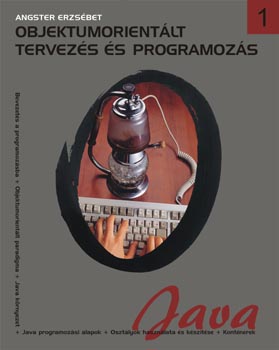 ANGSTER ERZSÉBET
OBJEKTUMORIENTÁLT
TERVEZÉS ÉS PROGRAMOZÁS
1
Bevezetés a programozásba + Objektumorientált paradigma + Java környezet
Java
+ Java programozási alapok + Osztályok használata és készítése + Konténerek